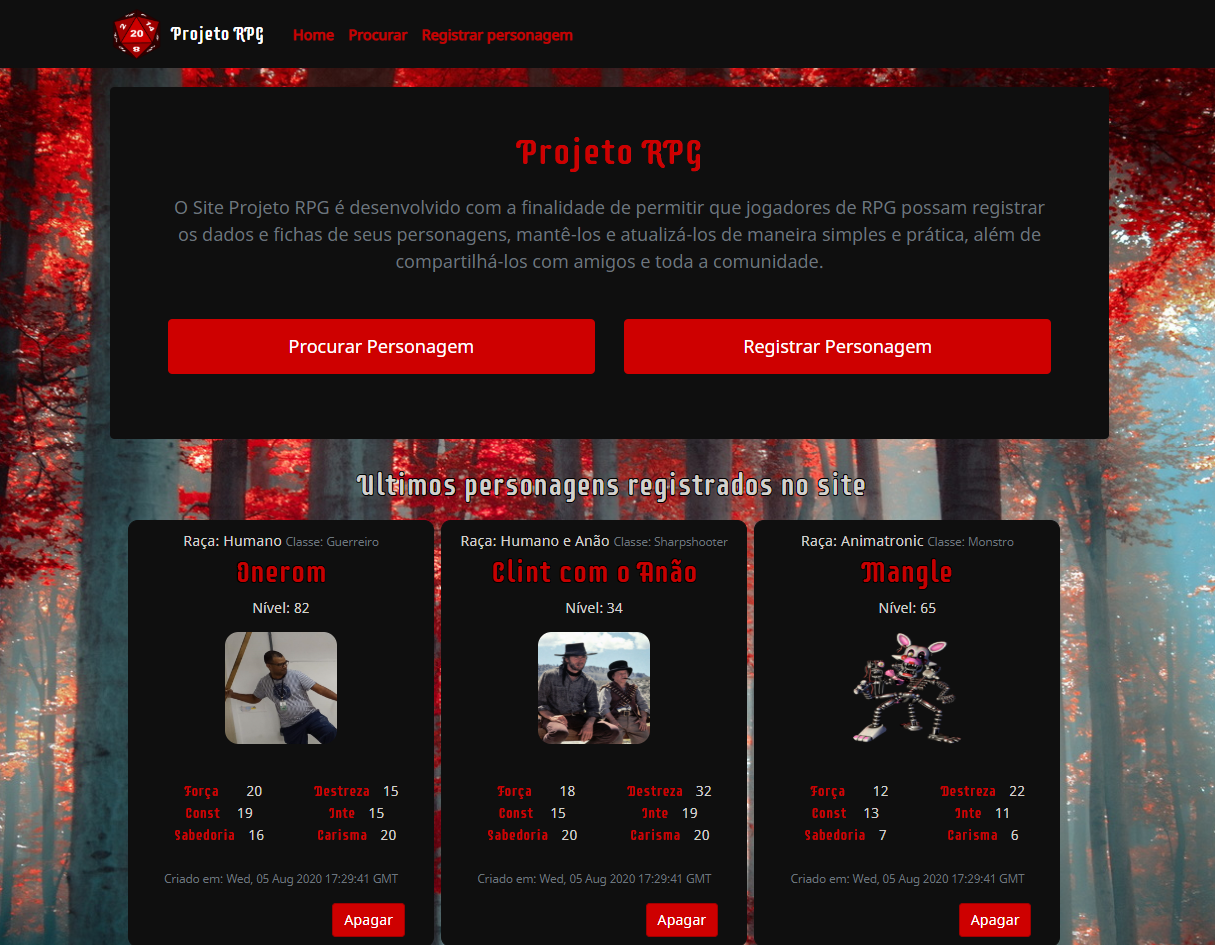 20
2
14
8
Projeto RPG
Home
Procurar
Registrar personagem
Projeto RPG
O Site Projeto RPG é desenvolvido com a finalidade de permitir que jogadores de RPG possam registrar
os dados e fichas de seus personagens, mantê-los e atualizá-los de maneira simples e prática, além de
compartilhá-los com amigos e toda a comunidade.
Procurar Personagem
Registrar Personagem
Ultimos personagens registrados no site
Raça: Humano Classe: Guerreiro
Onerom
Nível: 82
Força 20 Destreza 15
Const 19 Inte 15
Sabedoria 16 Carisma 20
Criado em: Wed, 05 Aug 2020 17:29:41 GMT
Apagar
Raça: Humano e Anão Classe: Sharpshooter
Clint com o Anão
Nível: 34
Força 18 Destreza 32
Const 15 Inte 19
Sabedoria 20 Carisma 20
Criado em: Wed, 05 Aug 2020 17:29:41 GMT
Apagar
Raça: Animatronic Classe: Monstro
Mangle
Nível: 65
Força 12 Destreza 22
Const 13 Inte 11
Sabedoria 7 Carisma 6
Criado em: Wed, 05 Aug 2020 17:29:41 GMT
Apagar